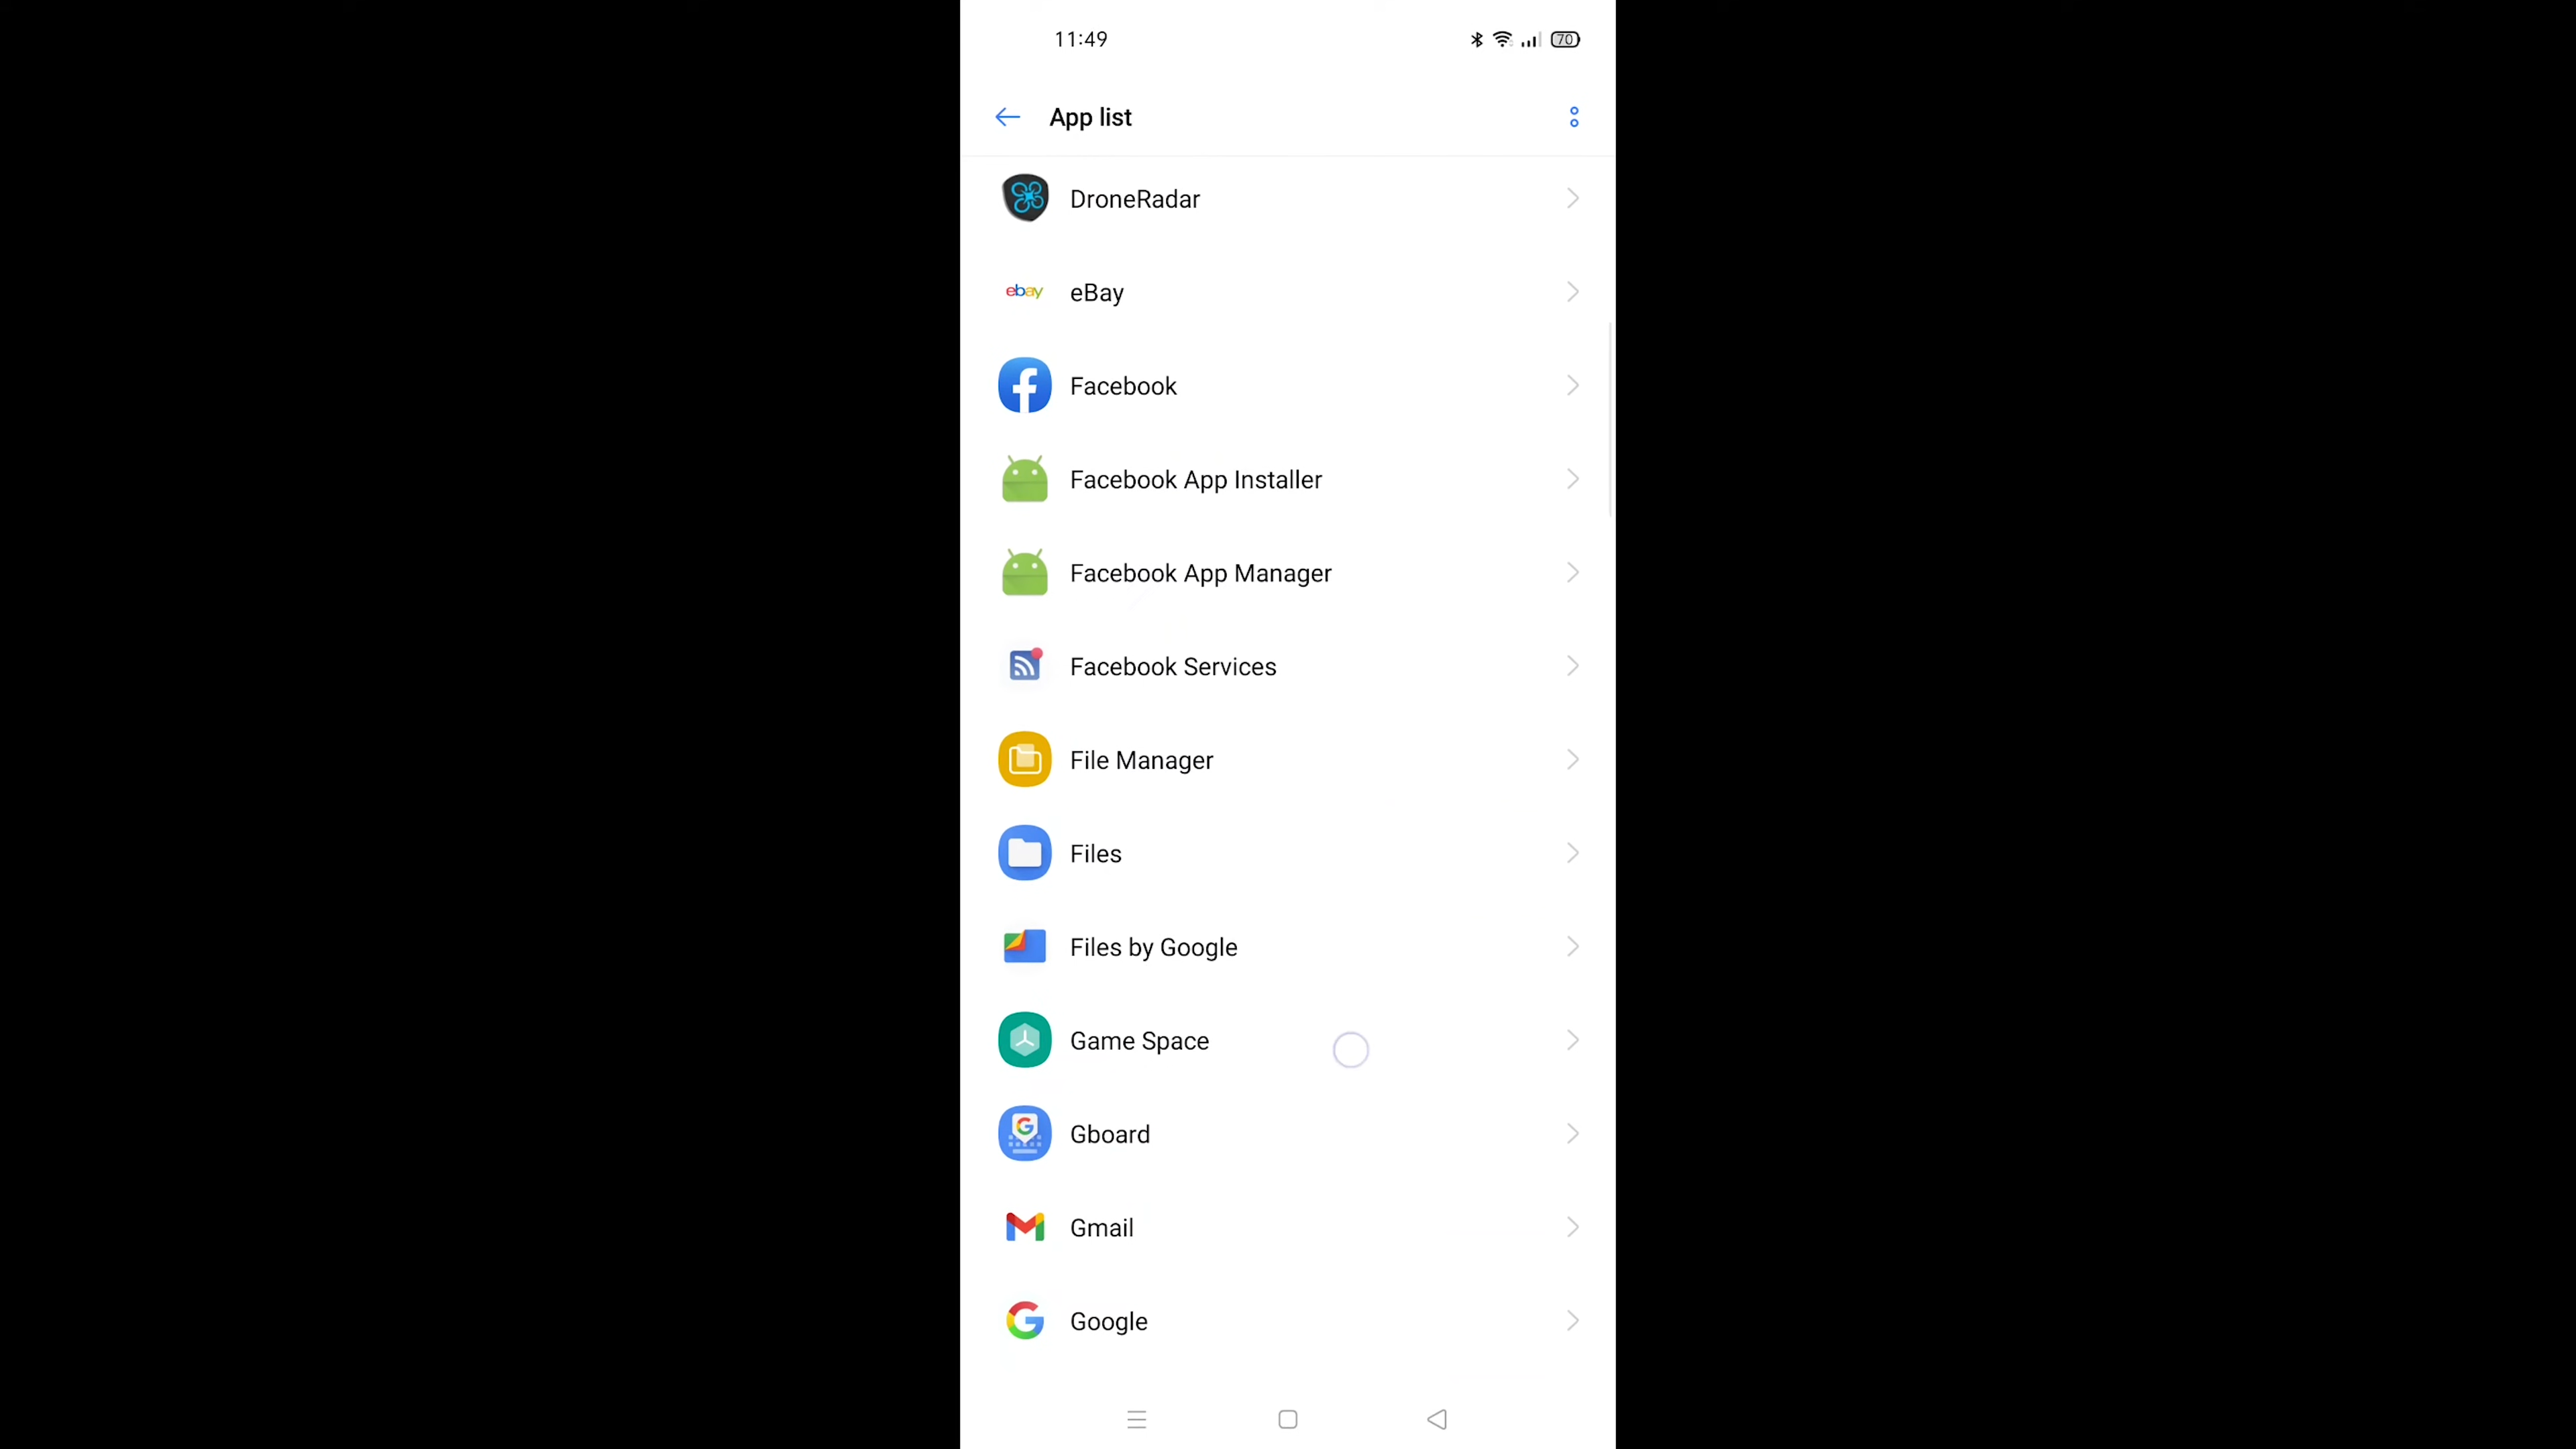 11:49
70
App list
DroneRadar
ebay
eBay
Facebook
Facebook App Installer
Facebook App Manager
Facebook Services
File Manager
Files
Files by Google
Game Space
Gboard
Gmail
Google